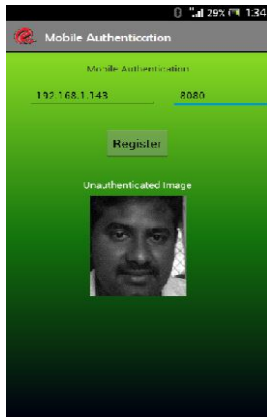 29% 1:34
Mobile Authentication
Mobile Authentication
192.168.1.143 8080
Register
Unauthenticated Image